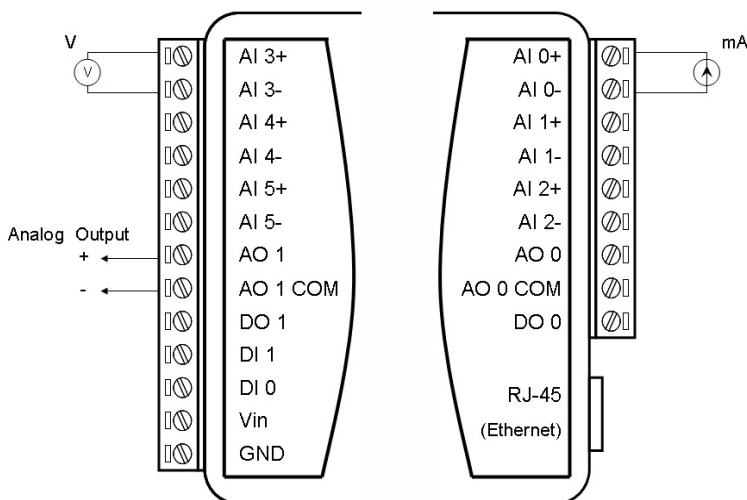 V
V
AI 3+
AI 3-
AI 4+
AI 4-
AI 5+
AI 5-
Analog Output
+
AO 1
-
AO 1 COM
DO 1
DI 1
DI 0
Vin
GND
mA
AI 0+
AI 0-
AI 1+
AI 1-
AI 2+
AI 2-
AO 0
AO 0 COM
DO 0
RJ-45
(Ethernet)